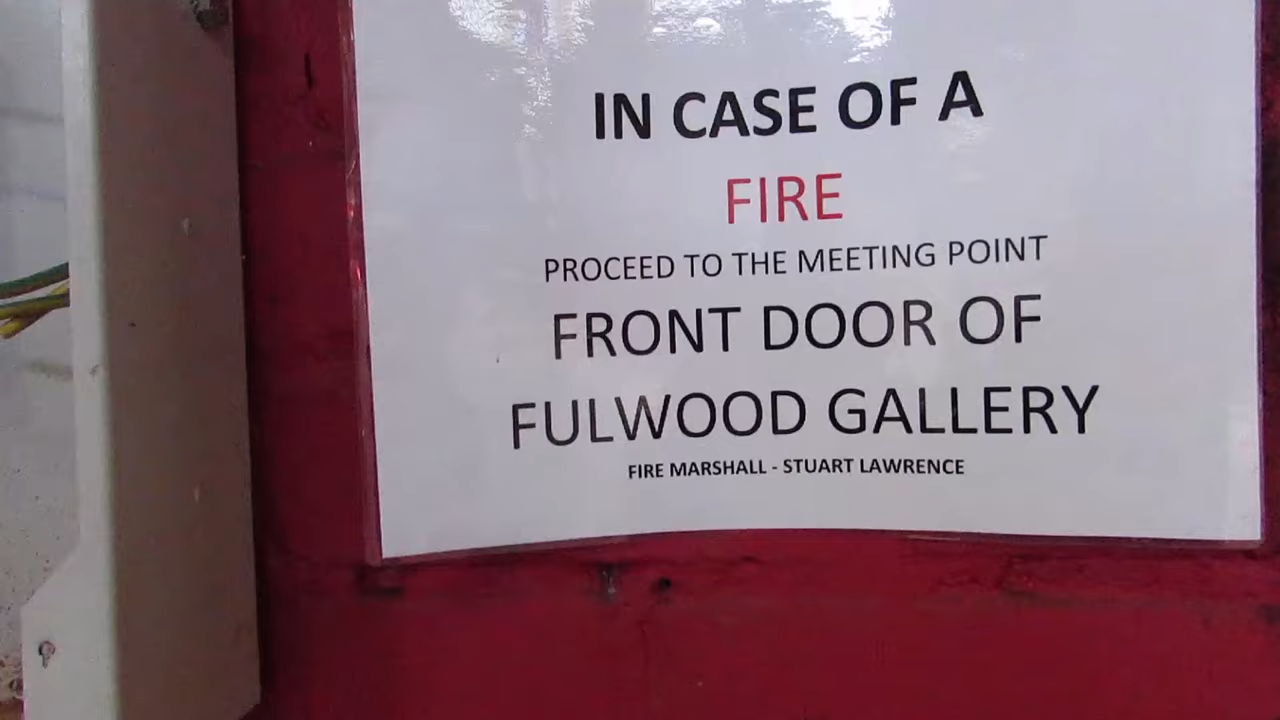 IN CASE OF A
FIRE
PROCEED TO THE MEETING POINT
FRONT DOOR OF
FULWOOD GALLERY
FIRE MARSHALL - STUART LAWRENCE